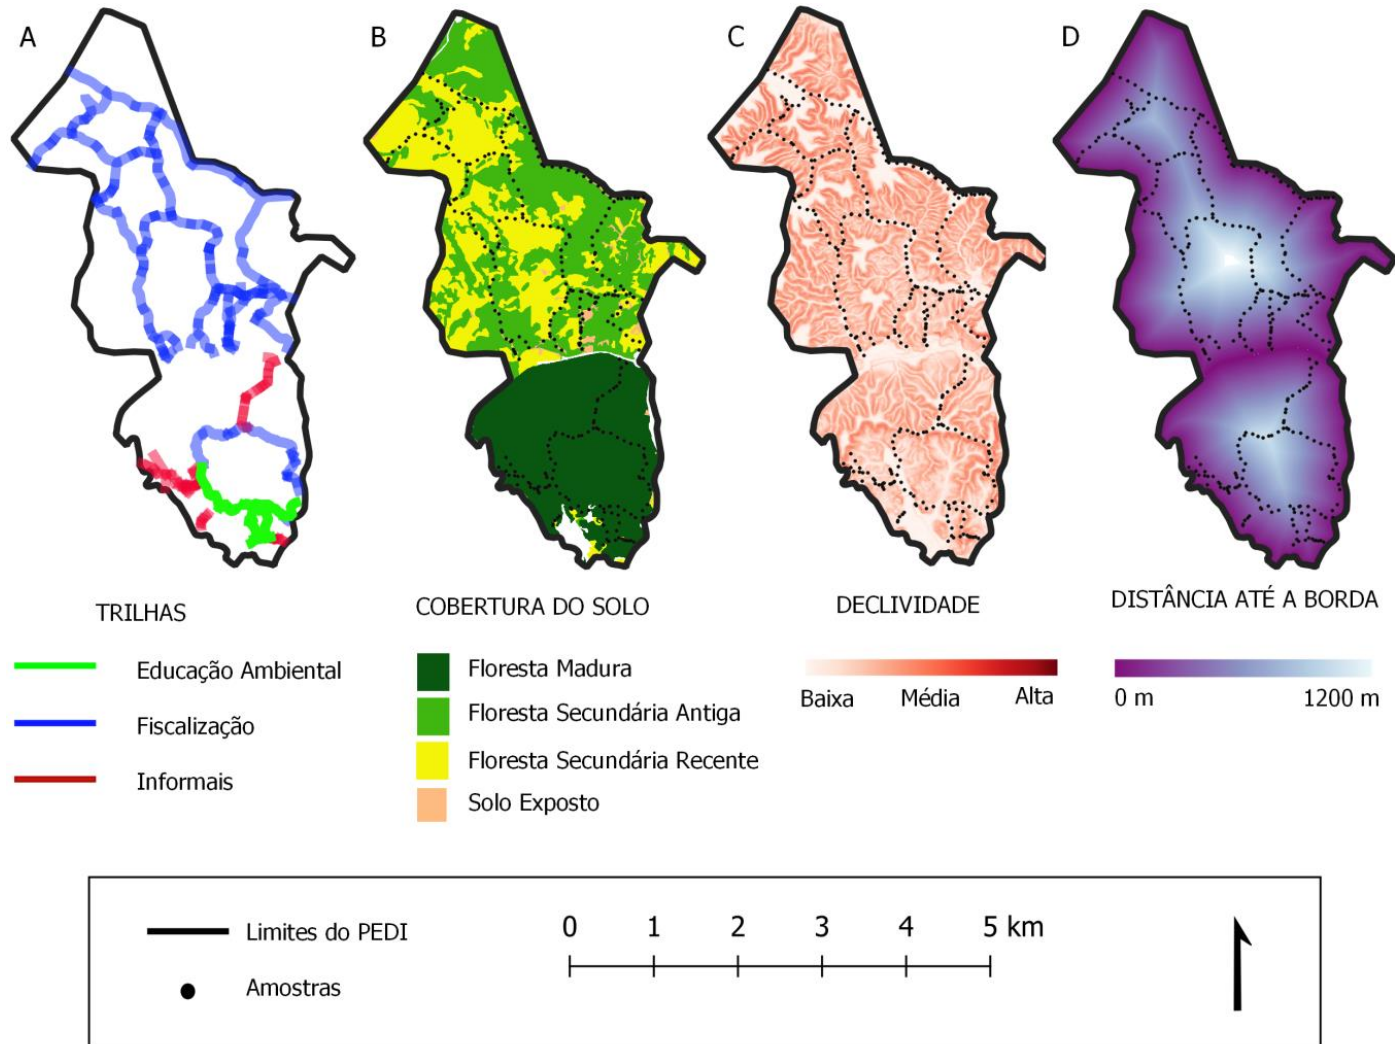 A B C D
TRILHAS
Educação Ambiental
Fiscalização
Informais
COBERTURA DO SOLO
Floresta Madura
Floresta Secundária Antiga
Floresta Secundária Recente
Solo Exposto
DECLIVIDADE
Baixa Média Alta
DISTÂNCIA ATÉ A BORDA
0 m 1200 m
Limites do PEDI
Amostras
0 1 2 3 4 5 km